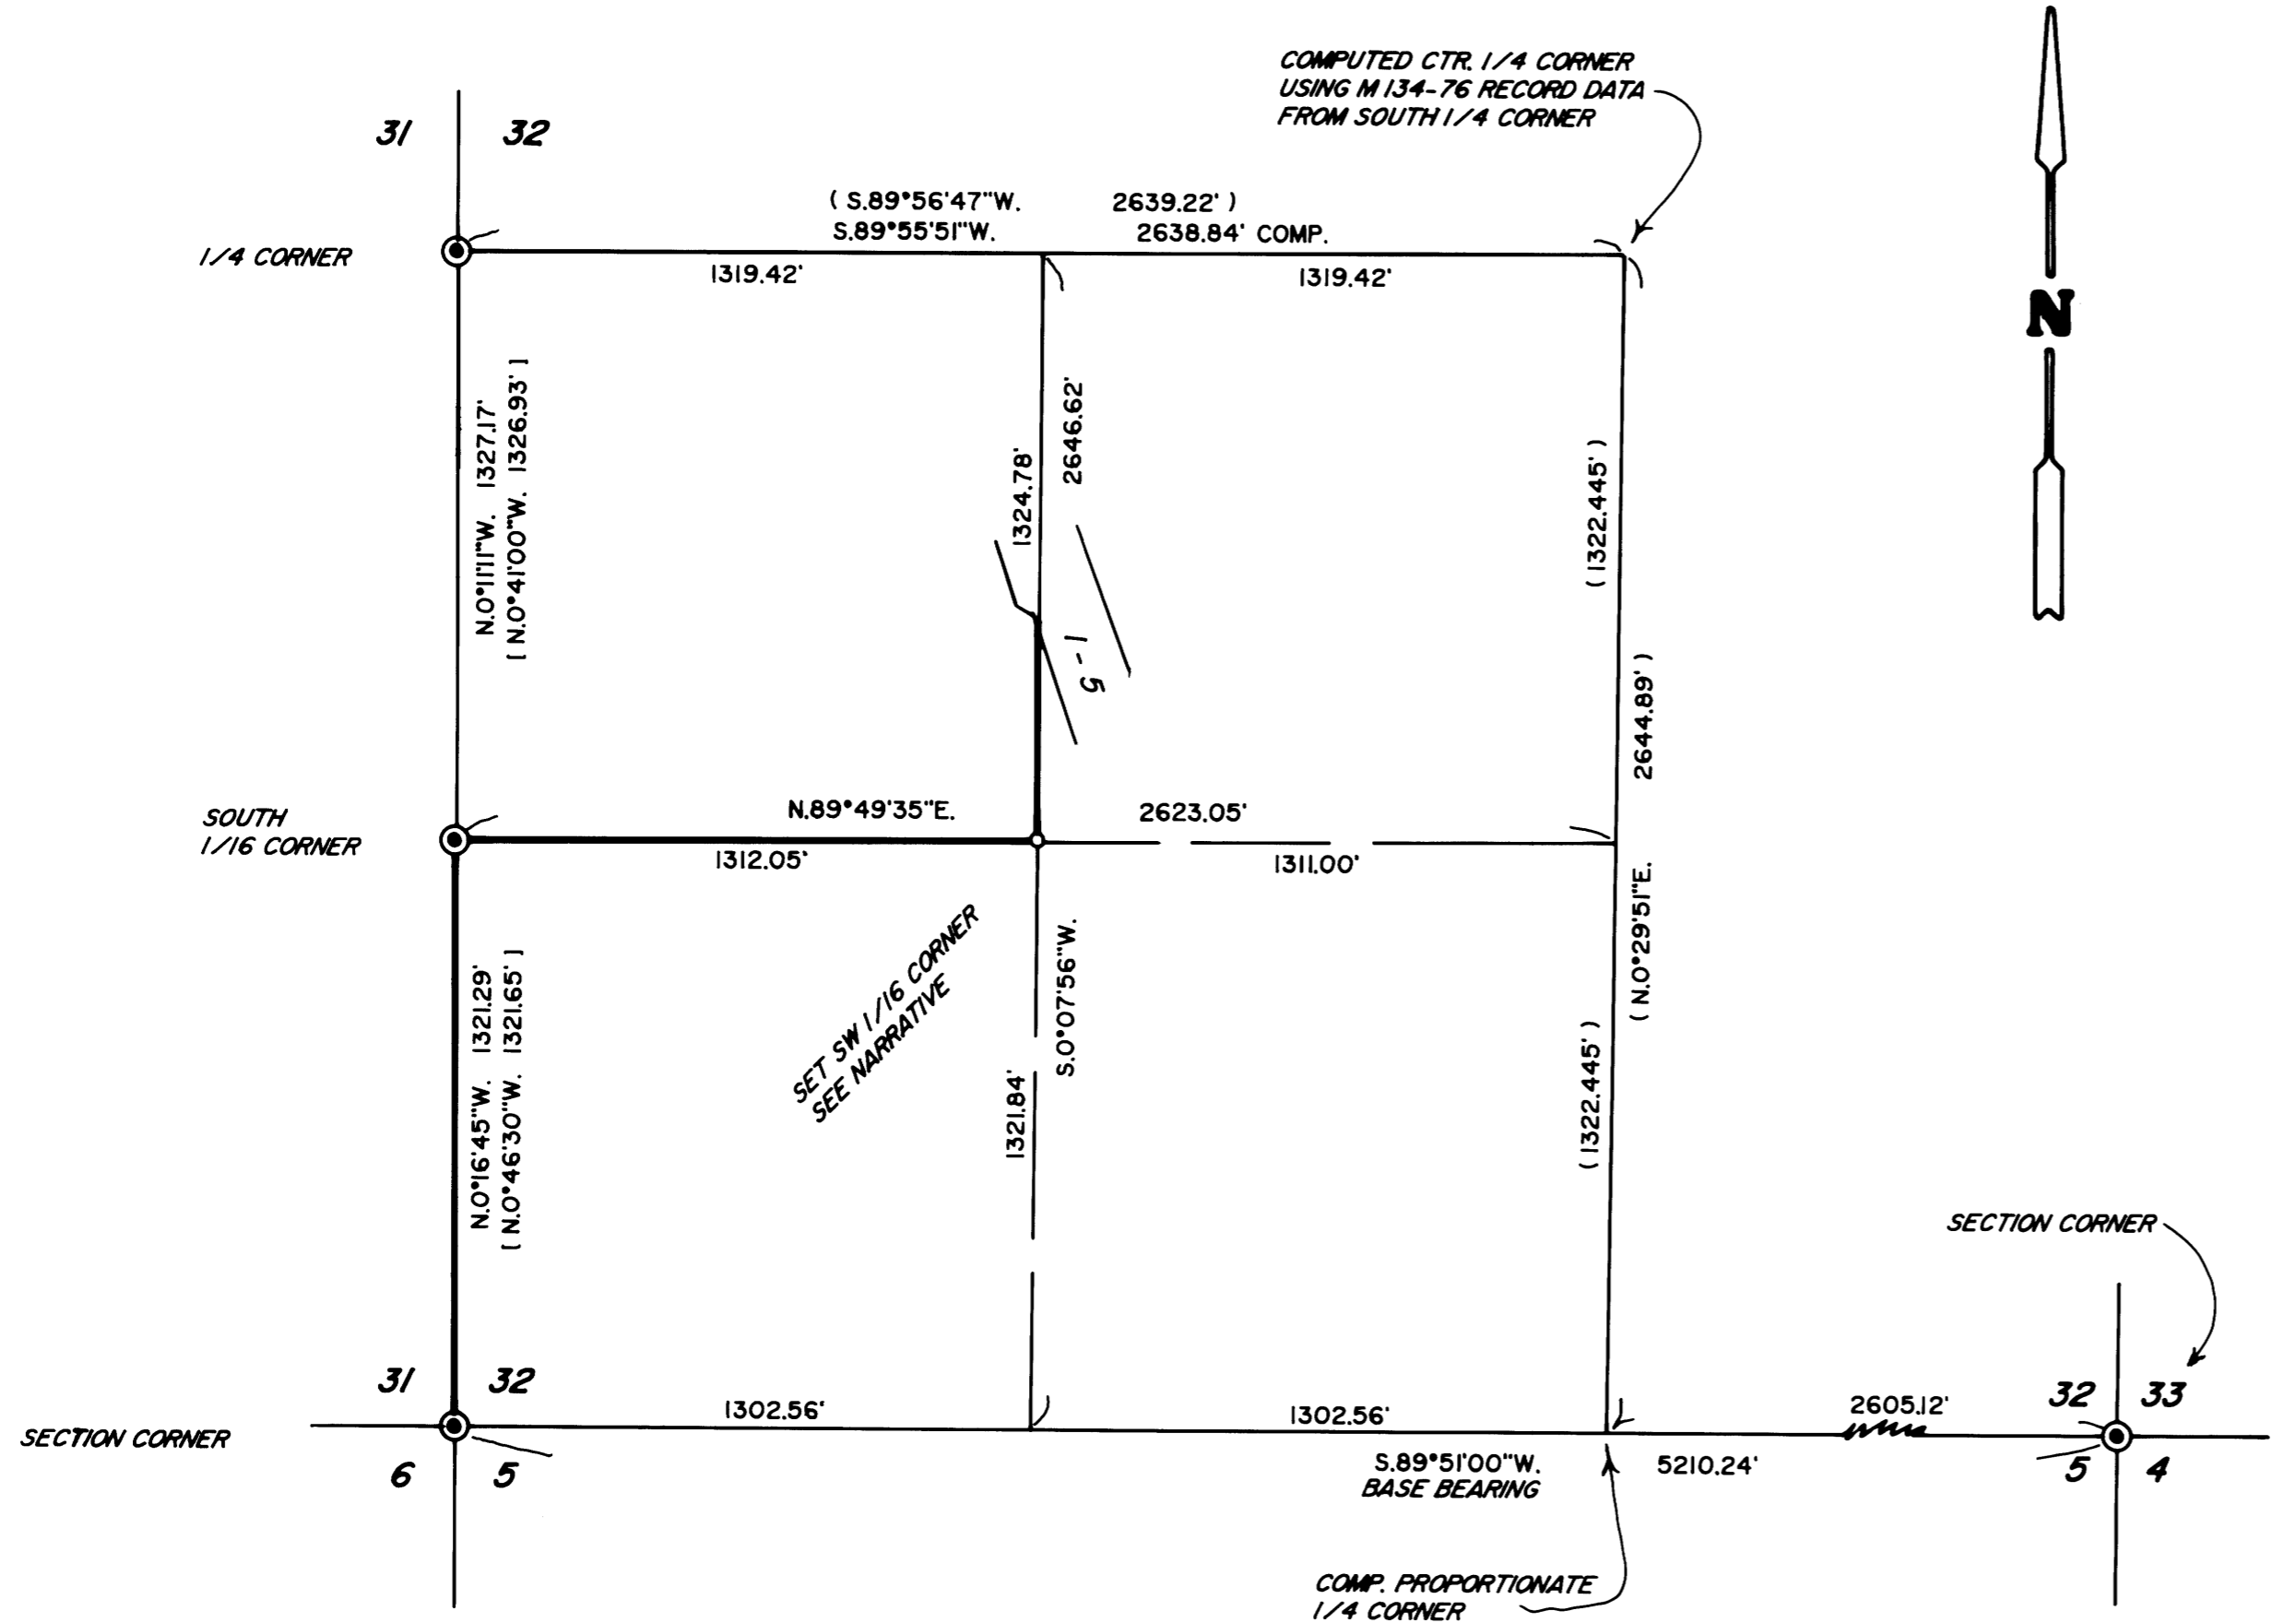 COMPUTED CTR. 1/4 CORNER
USING M 134-76 RECORD DATA
FROM SOUTH 1/4 CORNER
31 32
( S.89°56'47"W. 2639.22' )
S.89°55'51"W. 2638.84' COMP.
1/4 CORNER
1319.42' 1319.42'
N
N.0°11'11"W. 1327.17'
[ N.0°41'00"W. 1326.93' ]
1324.78'
2646.62'
( 1322.445' )
1-5
2644.89' )
( N.0°29'51"E.
SOUTH
1/16 CORNER
N.89°49'35"E. 2623.05'
1312.05' 1311.00'
SET SW 1/16 CORNER
SEE NARRATIVE
N.0°16'45"W. 1321.29'
[ N.0°46'30"W. 1321.65' ]
1321.84'
S.0°07'56"W.
( 1322.445' )
SECTION CORNER
31 32
1302.56' 1302.56' 2605.12'
32 33
SECTION CORNER
6 5
S.89°51'00"W. 5210.24'
BASE BEARING
5 4
COMP. PROPORTIONATE
1/4 CORNER